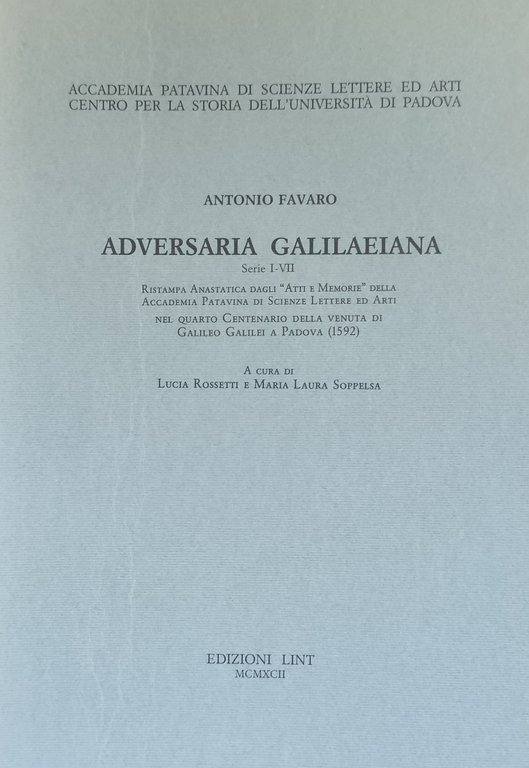 ACCADEMIA PATAVINA DI SCIENZE LETTERE ED ARTI
CENTRO PER LA STORIA DELL'UNIVERSITÀ DI PADOVA
ANTONIO FAVARO
ADVERSARIA GALILAEIANA
Serie I-VII
RISTAMPA ANASTATICA DAGLI "ATTI E MEMORIE" DELLA
ACCADEMIA PATAVINA DI SCIENZE LETTERE ED ARTI
NEL QUARTO CENTENARIO DELLA VENUTA DI
GALILEO GALILEI A PADOVA (1592)
A CURA DI
LUCIA ROSSETTI E MARIA LAURA SOPPELSA
EDIZIONI LINT
MCMXCII